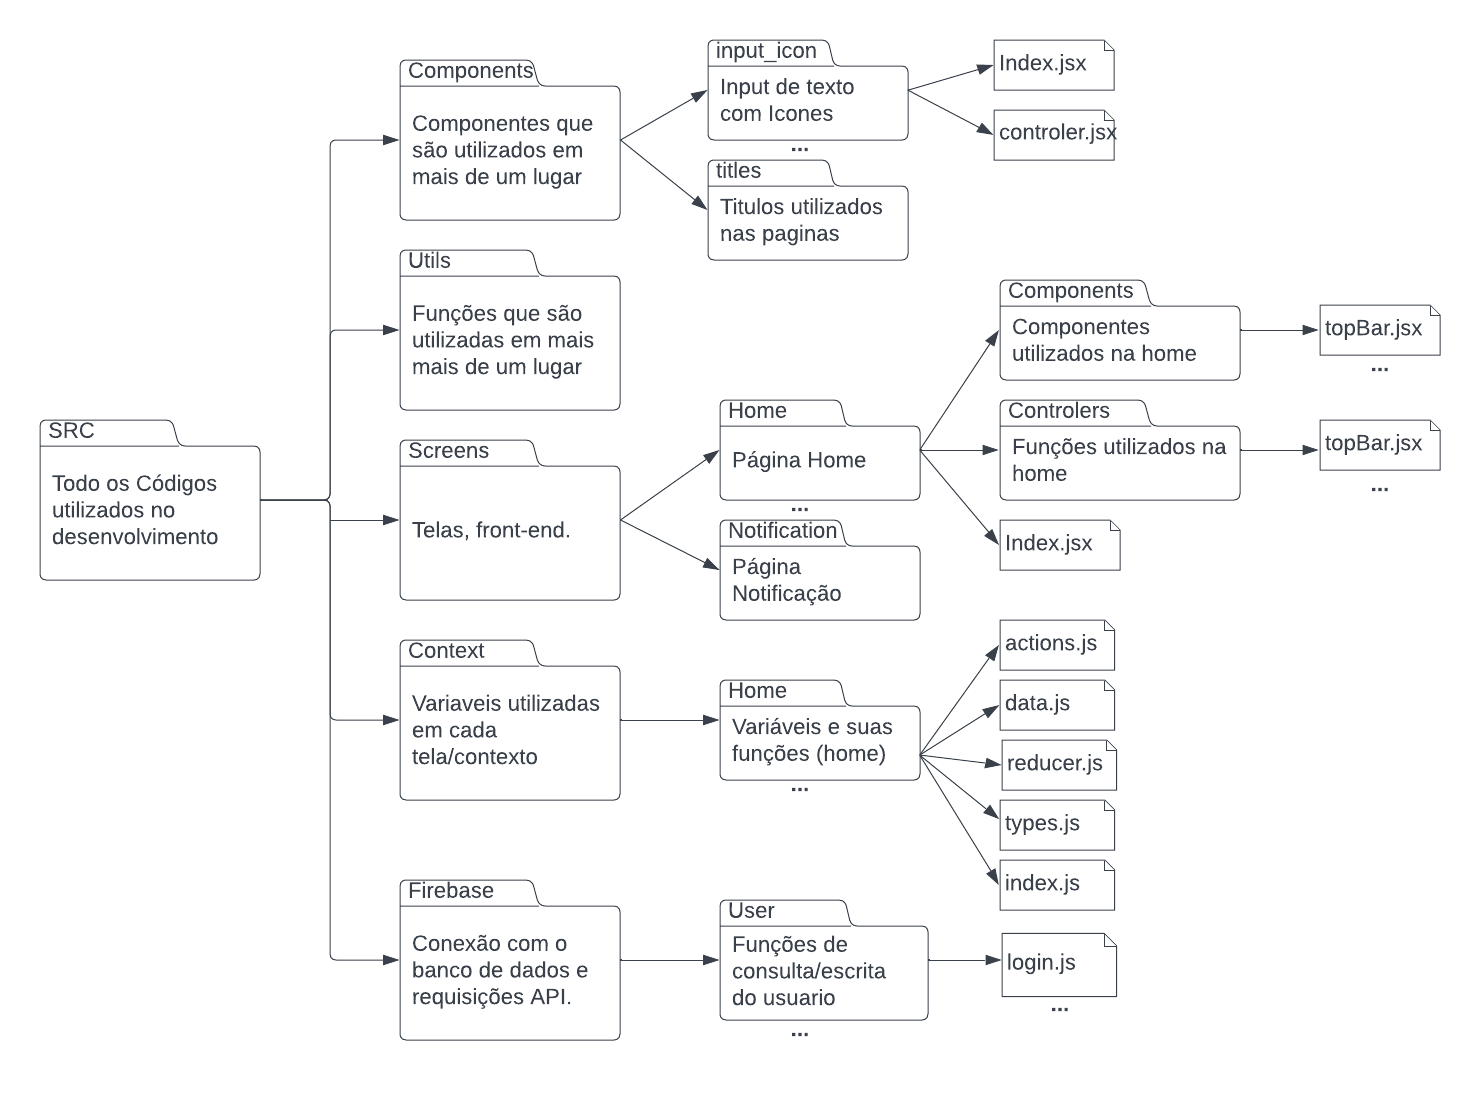 SRC
Todo os Códigos
utilizados no
desenvolvimento
Components
Componentes que
são utilizados em
mais de um lugar
input_icon
Input de texto
com Icones
...
Index.jsx
controler.jsx
titles
Titulos utilizados
nas paginas
Utils
Funções que são
utilizadas em mais
mais de um lugar
Screens
Telas, front-end.
Home
Página Home
...
Components
Componentes
utilizados na home
topBar.jsx
...
Controlers
Funções utilizados na
home
topBar.jsx
...
Index.jsx
Notification
Página
Notificação
Context
Variaveis utilizadas
em cada
tela/contexto
Home
Variáveis e suas
funções (home)
...
actions.js
data.js
reducer.js
types.js
index.js
Firebase
Conexão com o
banco de dados e
requisições API.
User
Funções de
consulta/escrita
do usuario
...
login.js
...